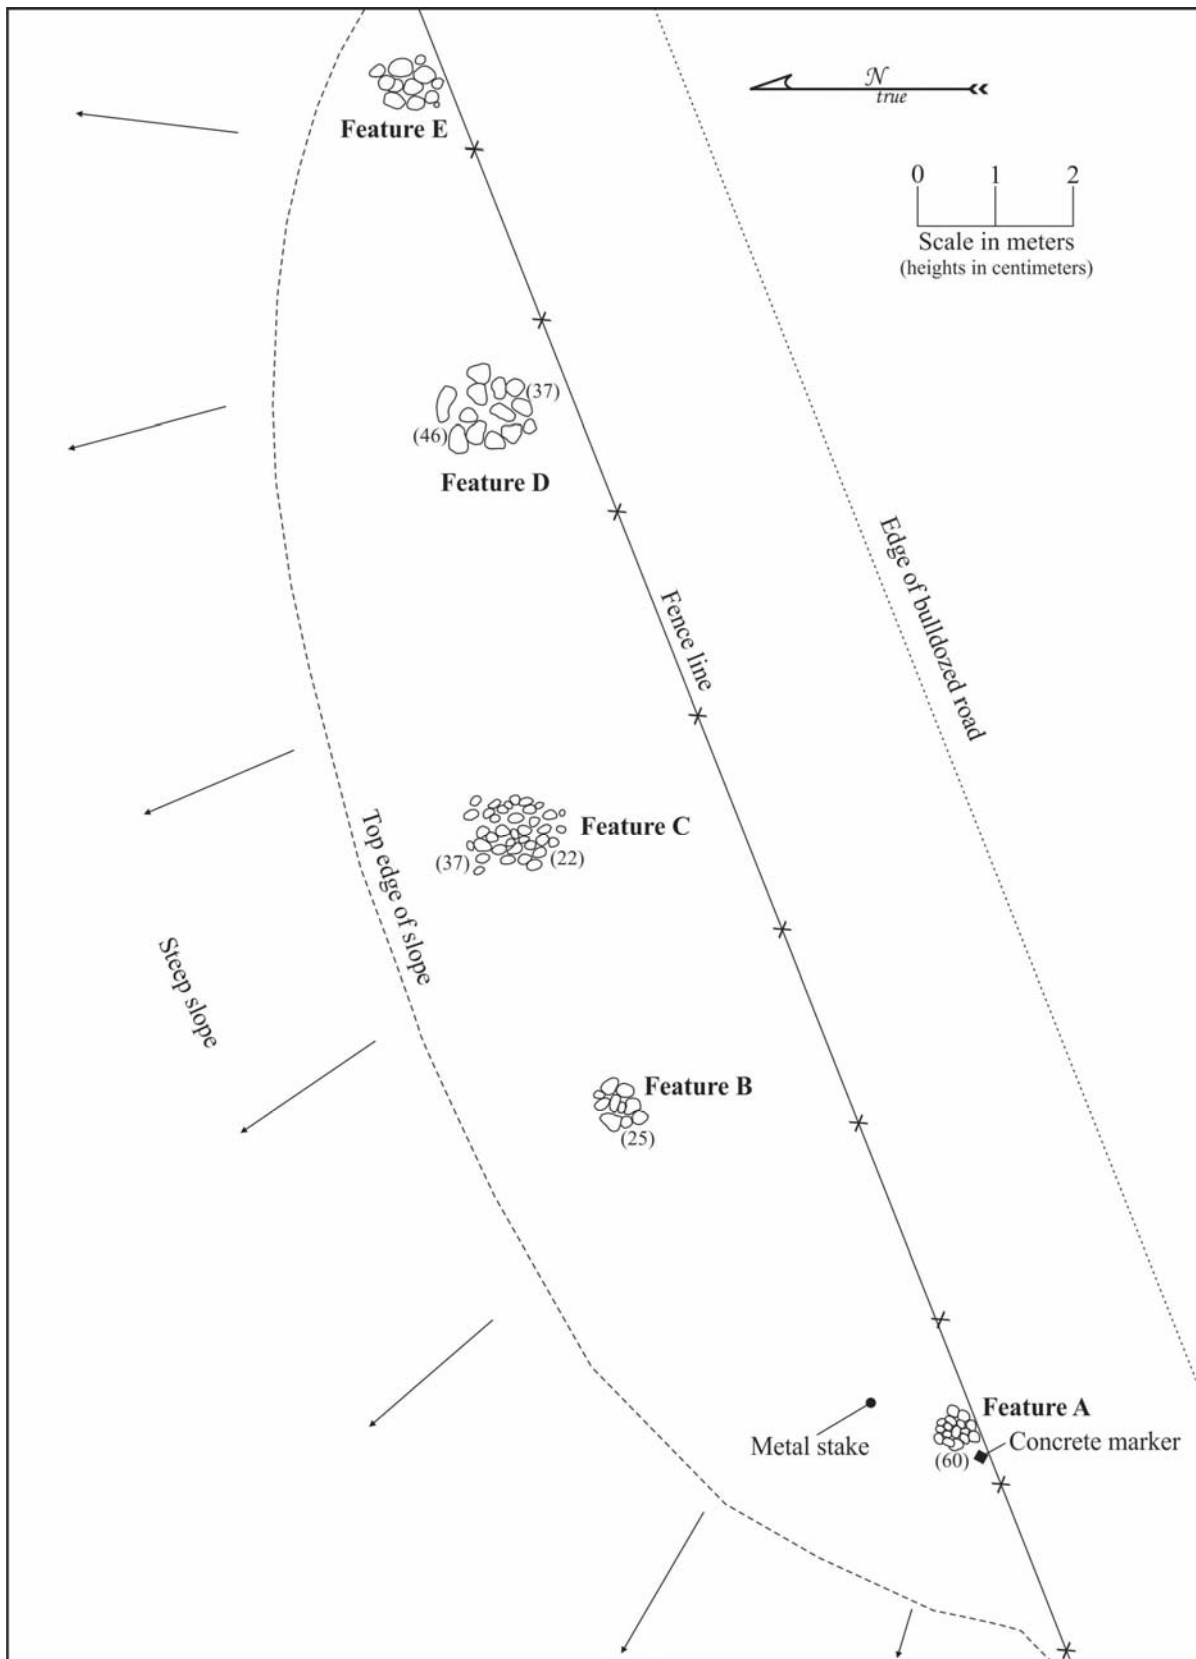 N
true
Feature E
0 1 2
Scale in meters
(heights in centimeters)
(37)
(46)
Feature D
Edge of bulldozed road
Fence line
Top edge of slope
Feature C
(37)
(22)
Steep slope
Feature B
(25)
Feature A
Metal stake
Concrete marker
(60)